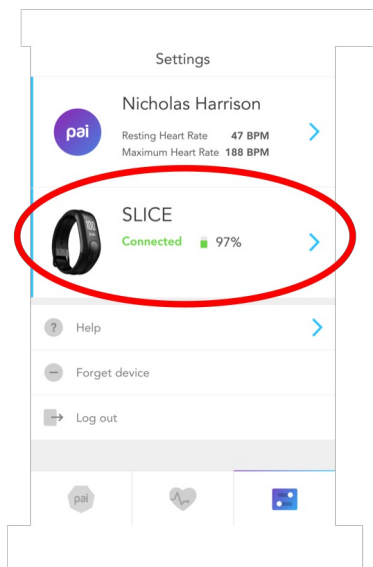 Settings
Nicholas Harrison
pai
Resting Heart Rate 47 BPM
Maximum Heart Rate 188 BPM
SLICE
Connected 97%
? Help
Forget device
Log out
pai